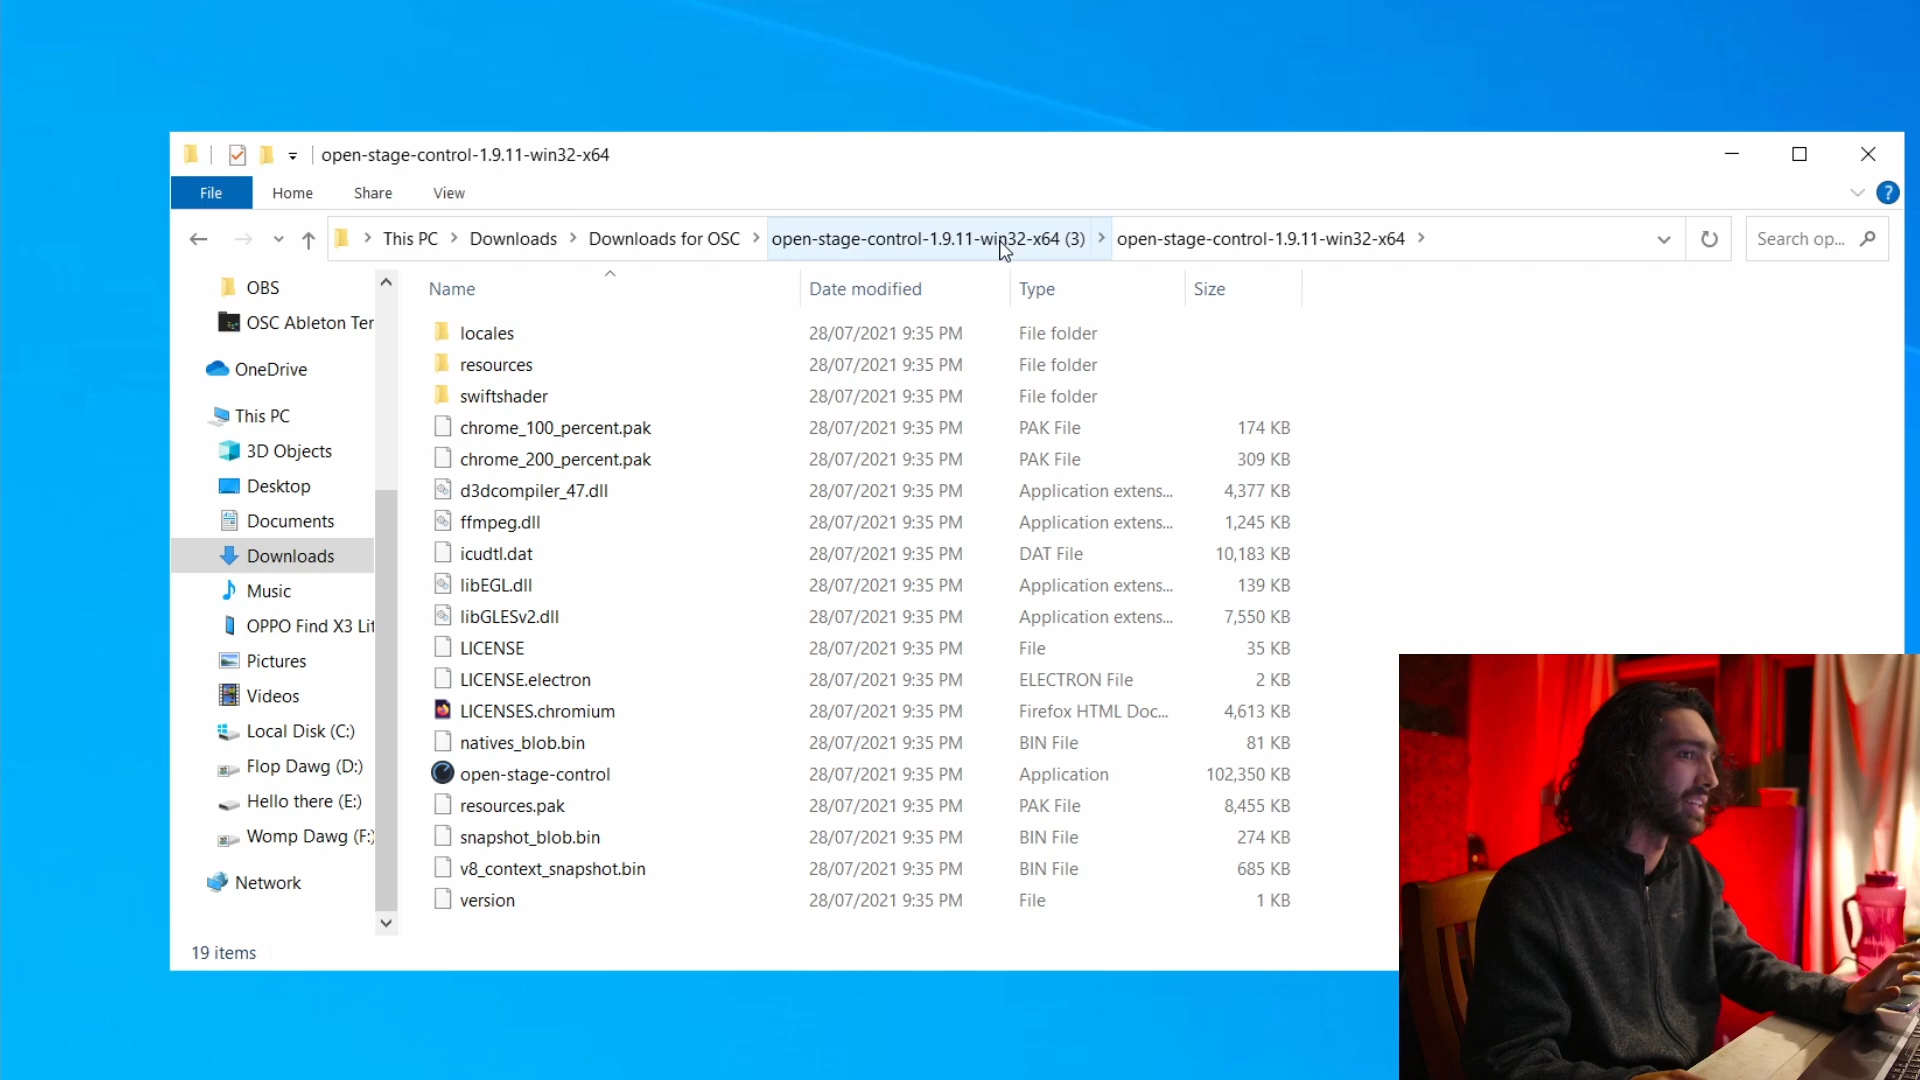 open-stage-control-1.9.11-win32-x64
File Home Share View
This PC Downloads Downloads for OSC open-stage-control-1.9.11-win32-x64 (3) open-stage-control-1.9.11-win32-x64
Search op...
OBS
OSC Ableton Ter
OneDrive
This PC
3D Objects
Desktop
Documents
Downloads
Music
OPPO Find X3 Lit
Pictures
Videos
Local Disk (C:)
Flop Dawg (D:)
Hello there (E:)
Womp Dawg (F:)
Network
Name Date modified Type Size
locales 28/07/2021 9:35 PM File folder
resources 28/07/2021 9:35 PM File folder
swiftshader 28/07/2021 9:35 PM File folder
chrome_100_percent.pak 28/07/2021 9:35 PM PAK File 174 KB
chrome_200_percent.pak 28/07/2021 9:35 PM PAK File 309 KB
d3dcompiler_47.dll 28/07/2021 9:35 PM Application extens... 4,377 KB
ffmpeg.dll 28/07/2021 9:35 PM Application extens... 1,245 KB
icudtl.dat 28/07/2021 9:35 PM DAT File 10,183 KB
libEGL.dll 28/07/2021 9:35 PM Application extens... 139 KB
libGLESv2.dll 28/07/2021 9:35 PM Application extens... 7,550 KB
LICENSE 28/07/2021 9:35 PM File 35 KB
LICENSE.electron 28/07/2021 9:35 PM ELECTRON File 2 KB
LICENSES.chromium 28/07/2021 9:35 PM Firefox HTML Doc... 4,613 KB
natives_blob.bin 28/07/2021 9:35 PM BIN File 81 KB
open-stage-control 28/07/2021 9:35 PM Application 102,350 KB
resources.pak 28/07/2021 9:35 PM PAK File 8,455 KB
snapshot_blob.bin 28/07/2021 9:35 PM BIN File 274 KB
v8_context_snapshot.bin 28/07/2021 9:35 PM BIN File 685 KB
version 28/07/2021 9:35 PM File 1 KB
19 items